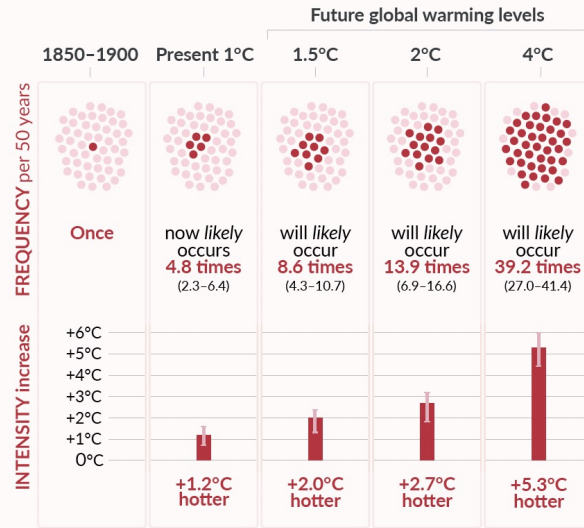 Future global warming levels
1850–1900 Present 1°C 1.5°C 2°C 4°C
FREQUENCY per 50 years
Once
now likely occurs 4.8 times (2.3–6.4)
will likely occur 8.6 times (4.3–10.7)
will likely occur 13.9 times (6.9–16.6)
will likely occur 39.2 times (27.0–41.4)
INTENSITY increase
+6°C
+5°C
+4°C
+3°C
+2°C
+1°C
0°C
+1.2°C hotter
+2.0°C hotter
+2.7°C hotter
+5.3°C hotter